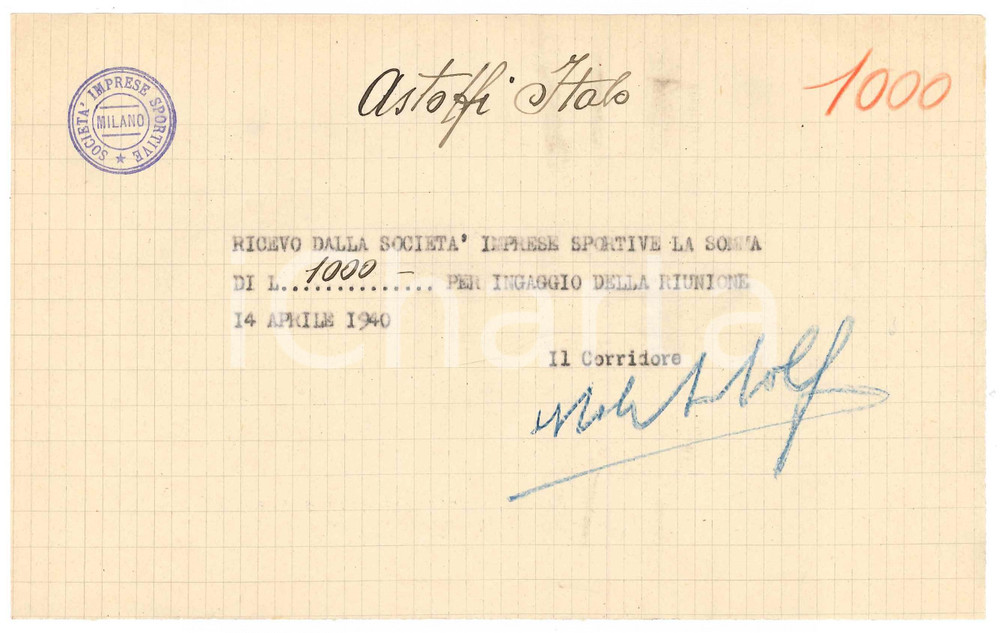 Astolfi Italo
1000
SOCIETA' IMPRESE SPORTIVE
MILANO
RICEVO DALLA SOCIETA' IMPRESE SPORTIVE LA SOMMA
DI L. 1000 - .............. PER INGAGGIO DELLA RIUNIONE
14 APRILE 1940
Il Corridore
iCharta